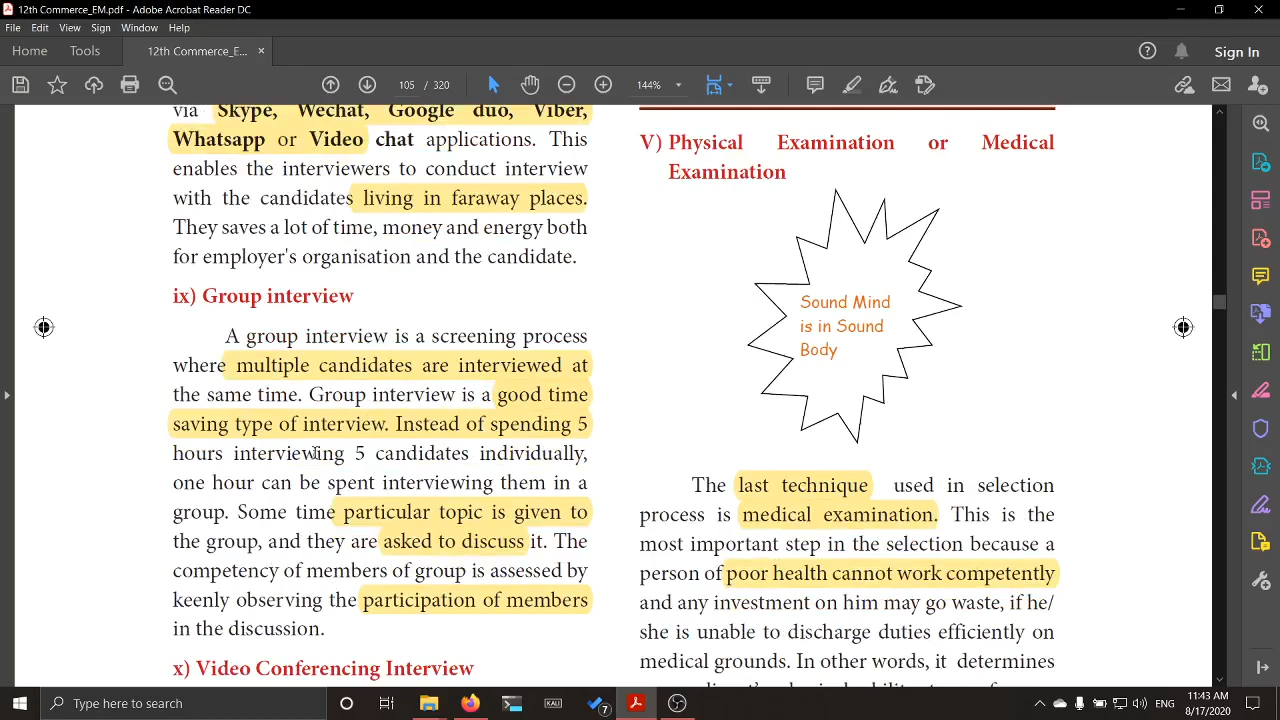 12th Commerce_EM.pdf - Adobe Acrobat Reader DC
File Edit View Sign Window Help
Home Tools 12th Commerce_E... × Sign In
105 / 320 144%
via Skype, Wechat, Google duo, Viber,
Whatsapp or Video chat applications. This
enables the interviewers to conduct interview
with the candidates living in faraway places.
They saves a lot of time, money and energy both
for employer's organisation and the candidate.
ix) Group interview
A group interview is a screening process
where multiple candidates are interviewed at
the same time. Group interview is a good time
saving type of interview. Instead of spending 5
hours interviewing 5 candidates individually,
one hour can be spent interviewing them in a
group. Some time particular topic is given to
the group, and they are asked to discuss it. The
competency of members of group is assessed by
keenly observing the participation of members
in the discussion.
x) Video Conferencing Interview
V) Physical Examination or Medical
Examination
Sound Mind
is in Sound
Body
The last technique used in selection
process is medical examination. This is the
most important step in the selection because a
person of poor health cannot work competently
and any investment on him may go waste, if he/
she is unable to discharge duties efficiently on
medical grounds. In other words, it determines
Type here to search
KALI
7
11:43 AM
8/17/2020